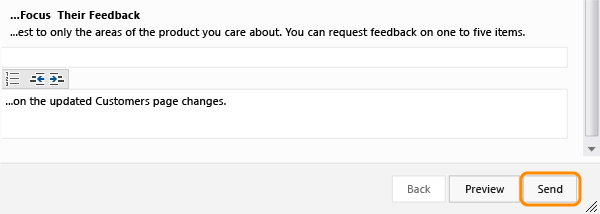 ...Focus Their Feedback
...est to only the areas of the product you care about. You can request feedback on one to five items.
...on the updated Customers page changes.
Back Preview Send